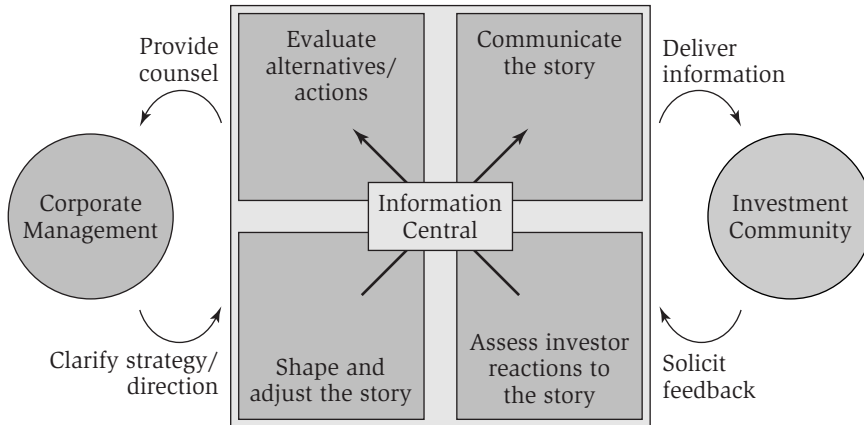 Provide
counsel
Evaluate
alternatives/
actions
Communicate
the story
Deliver
information
Corporate
Management
Information
Central
Investment
Community
Clarify strategy/
direction
Shape and
adjust the story
Assess investor
reactions to
the story
Solicit
feedback